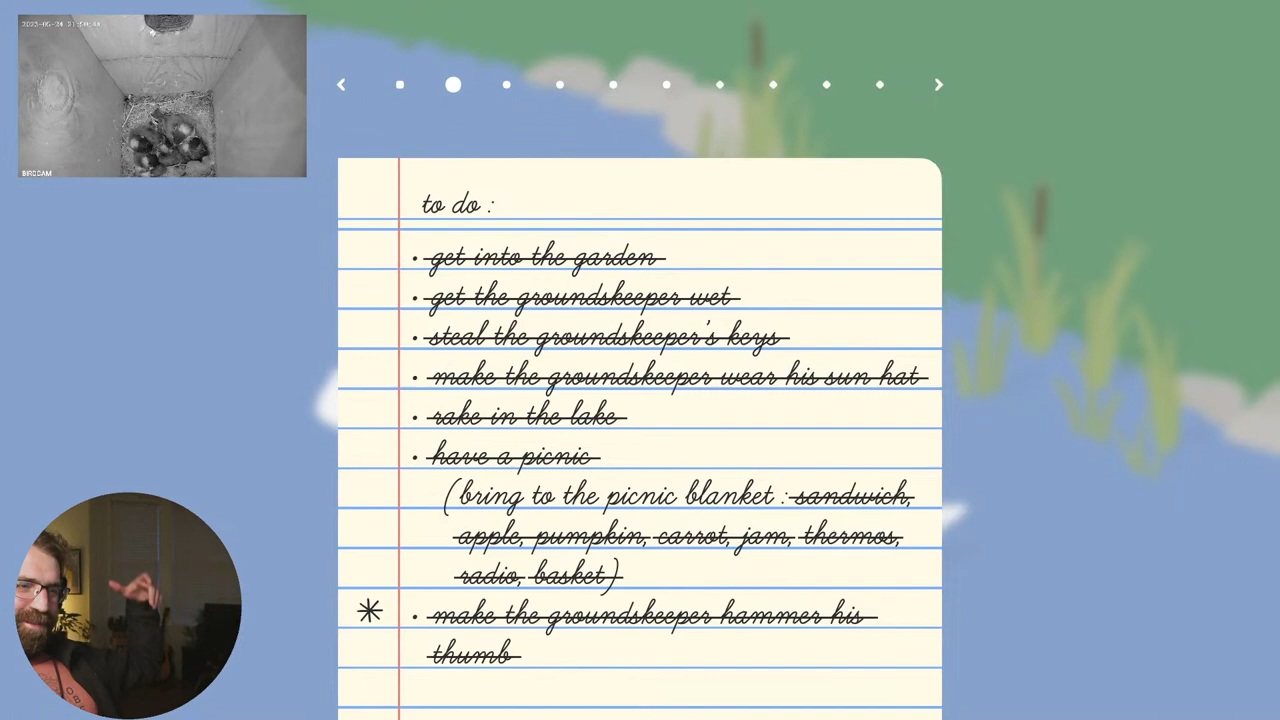 BIRDCAM
to do :
• get into the garden
• get the groundskeeper wet
• steal the groundskeeper's keys
• make the groundskeeper wear his sun hat
• rake in the lake
• have a picnic
(bring to the picnic blanket : sandwich,
apple, pumpkin, carrot, jam, thermos,
radio, basket)
• make the groundskeeper hammer his
thumb